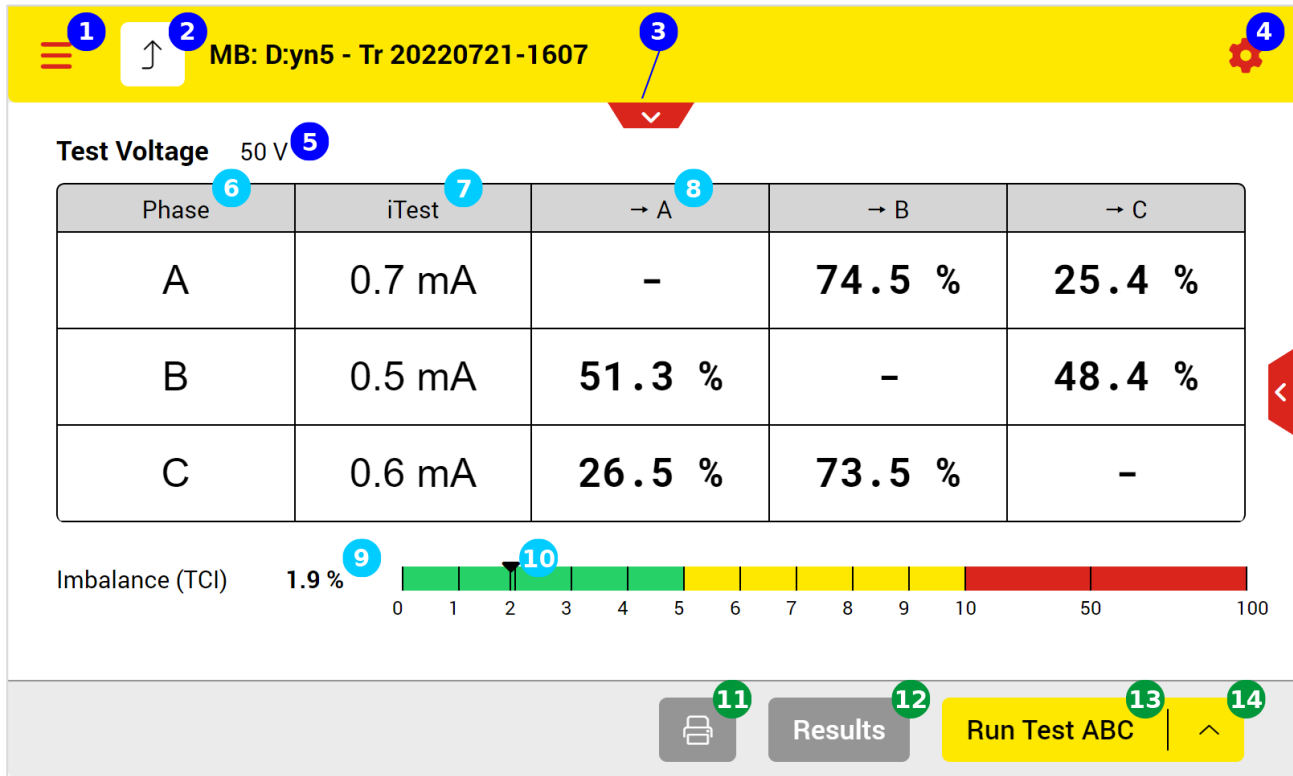 1 2 3 4
MB: D:yn5 - Tr 20220721-1607
Test Voltage 50 V 5
6 7 8
Phase iTest → A → B → C
A 0.7 mA - 74.5 % 25.4 %
B 0.5 mA 51.3 % - 48.4 %
C 0.6 mA 26.5 % 73.5 % -
9 10
Imbalance (TCI) 1.9 %
0 1 2 3 4 5 6 7 8 9 10 50 100
11 12 13 14
Results Run Test ABC